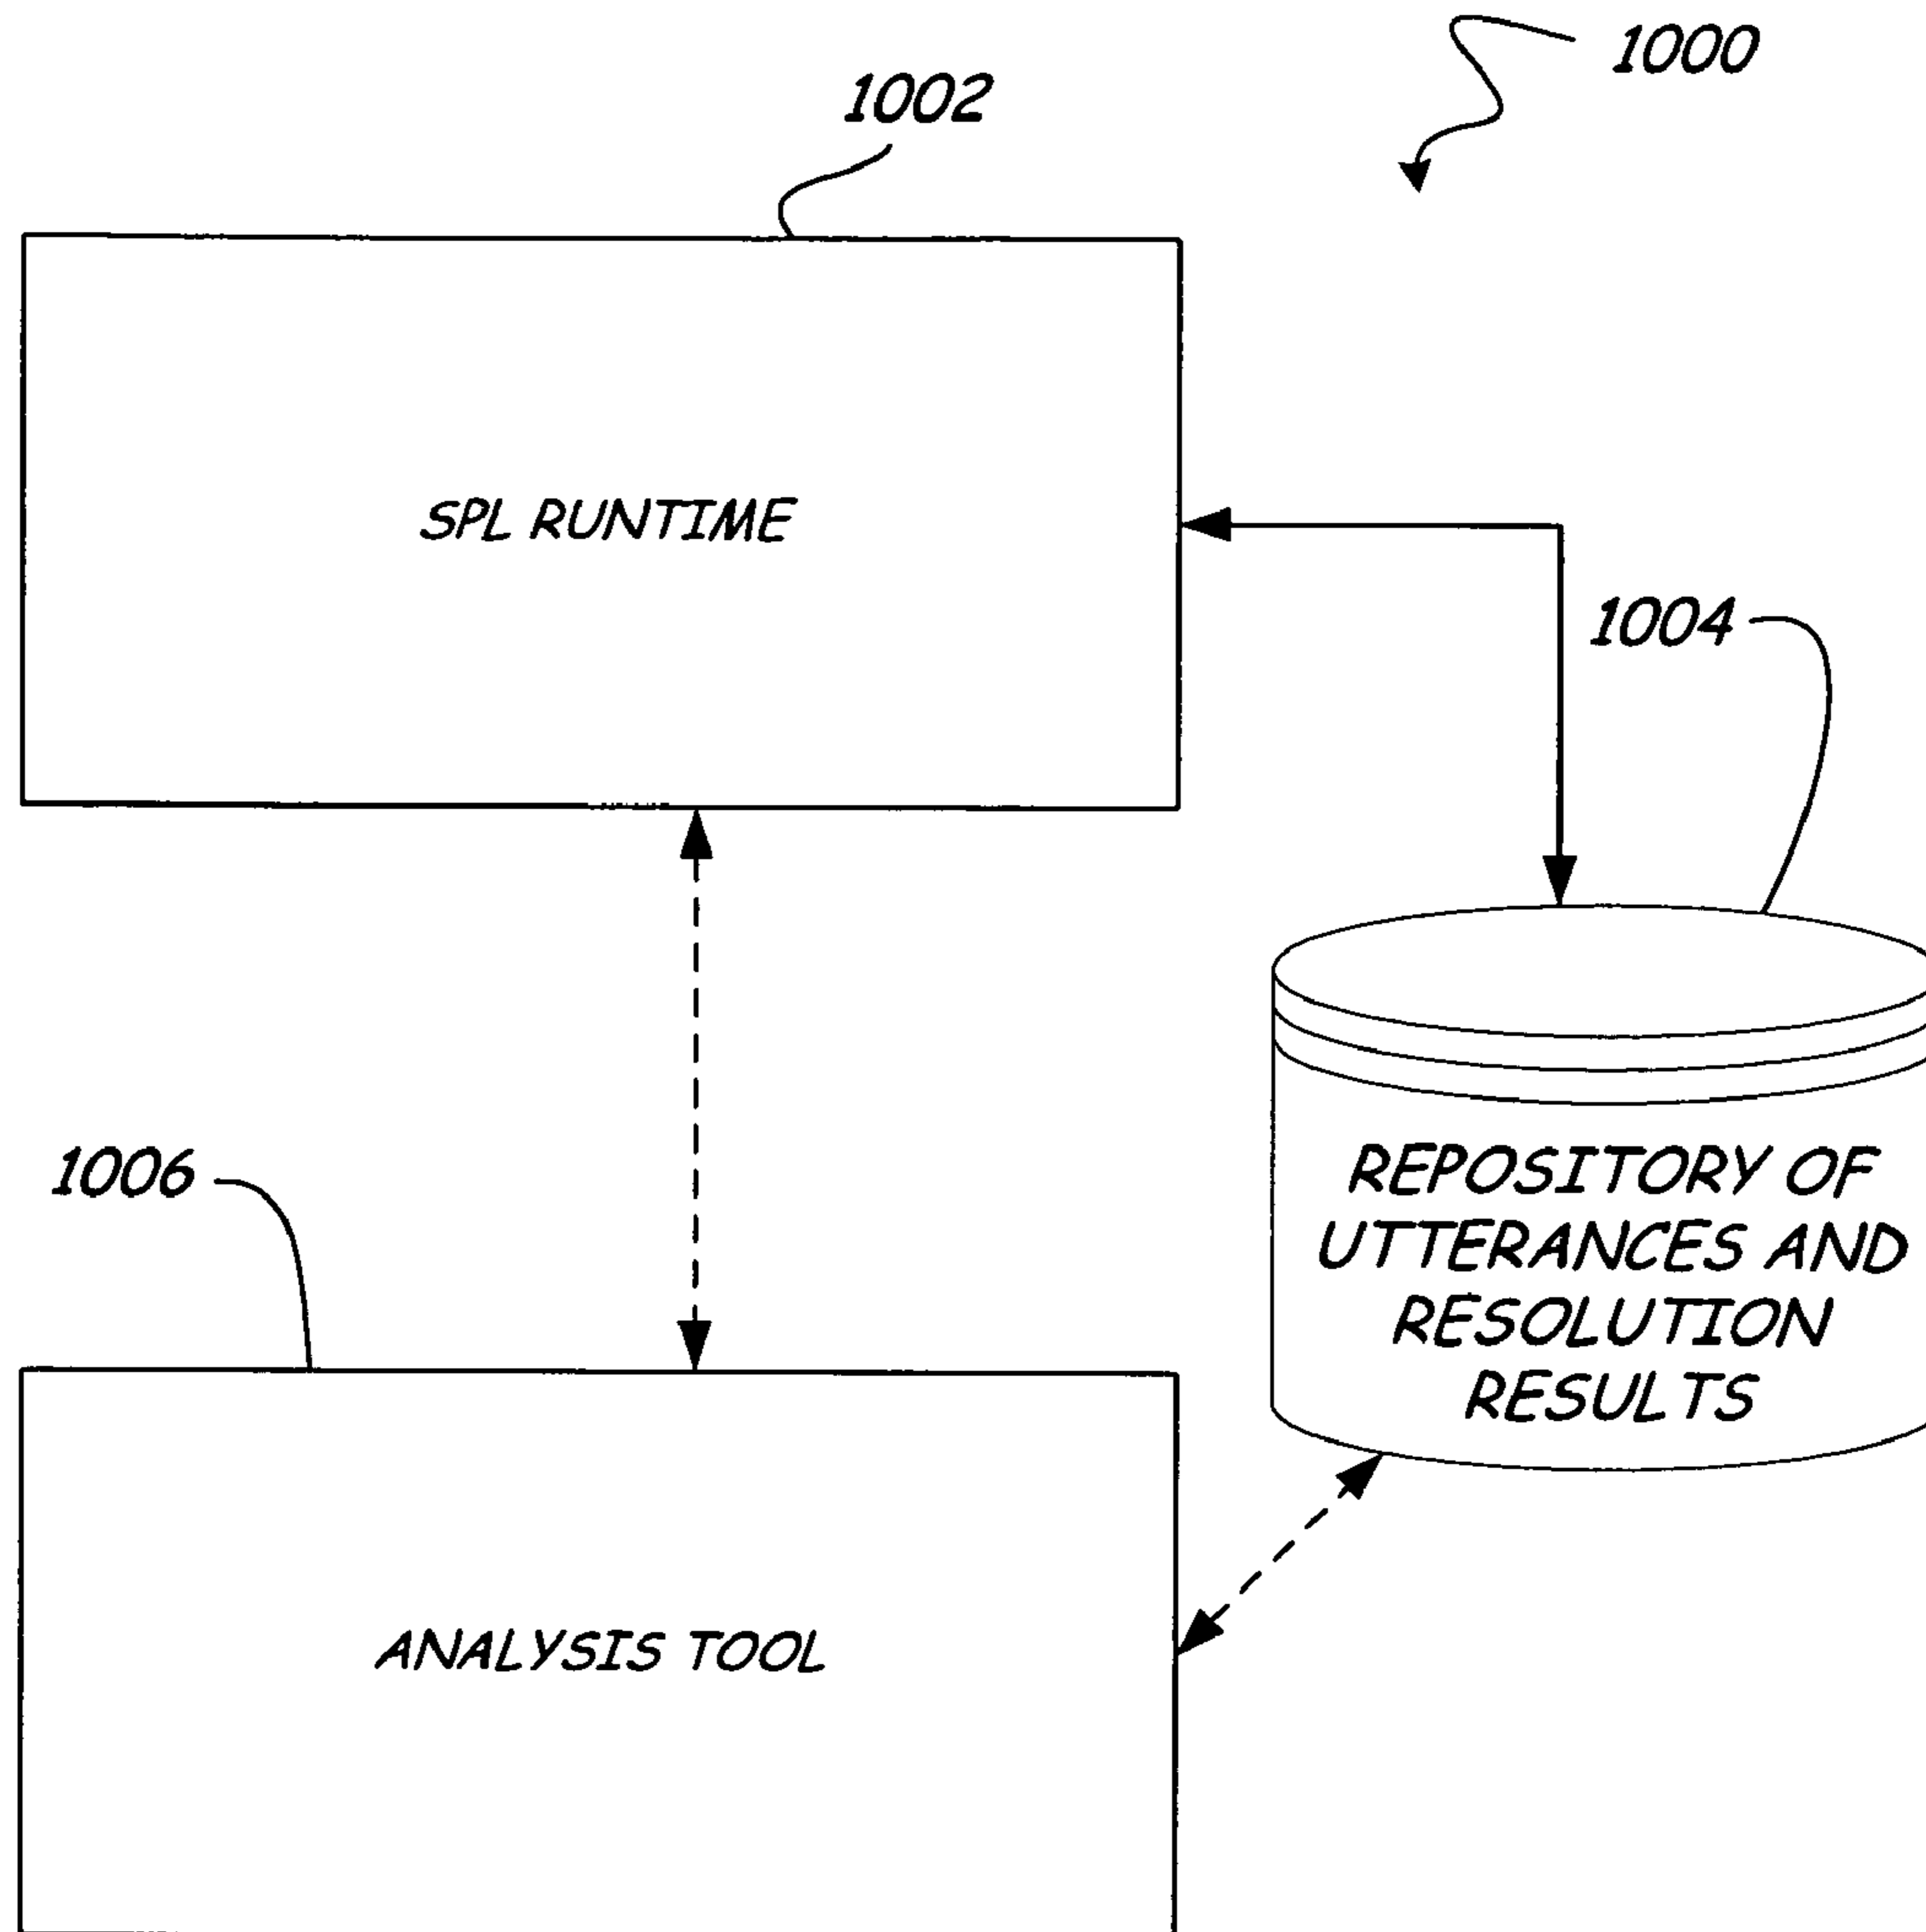 1000
1002
SPL RUNTIME
1004
1006
REPOSITORY OF
UTTERANCES AND
RESOLUTION
RESULTS
ANALYSIS TOOL